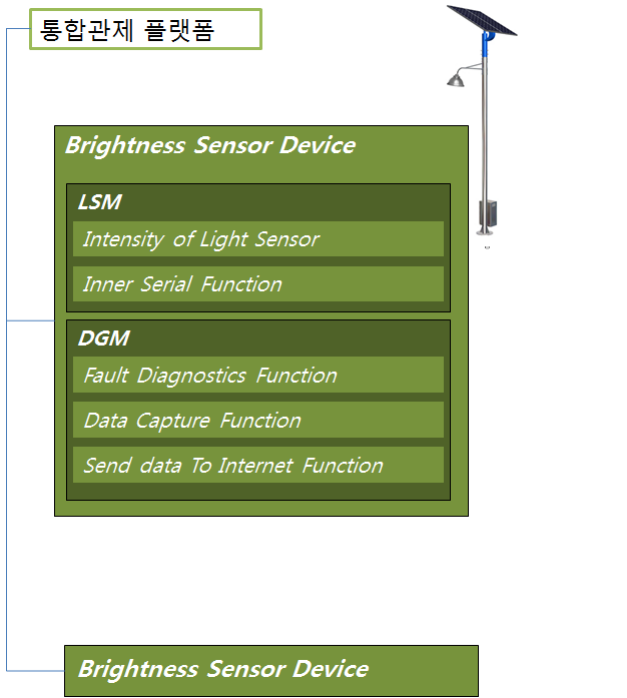 통합관제 플랫폼
Brightness Sensor Device
LSM
Intensity of Light Sensor
Inner Serial Function
DGM
Fault Diagnostics Function
Data Capture Function
Send data To Internet Function
Brightness Sensor Device